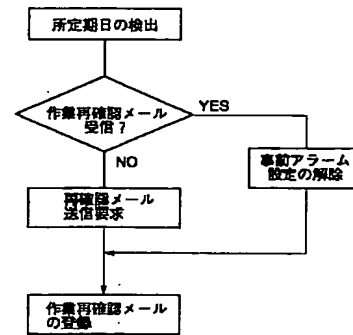 所定期日の検出
作業再確認メール
受信?
YES
NO
事前アラーム
設定の解除
再確認メール
送信要求
作業再確認メール
の登録